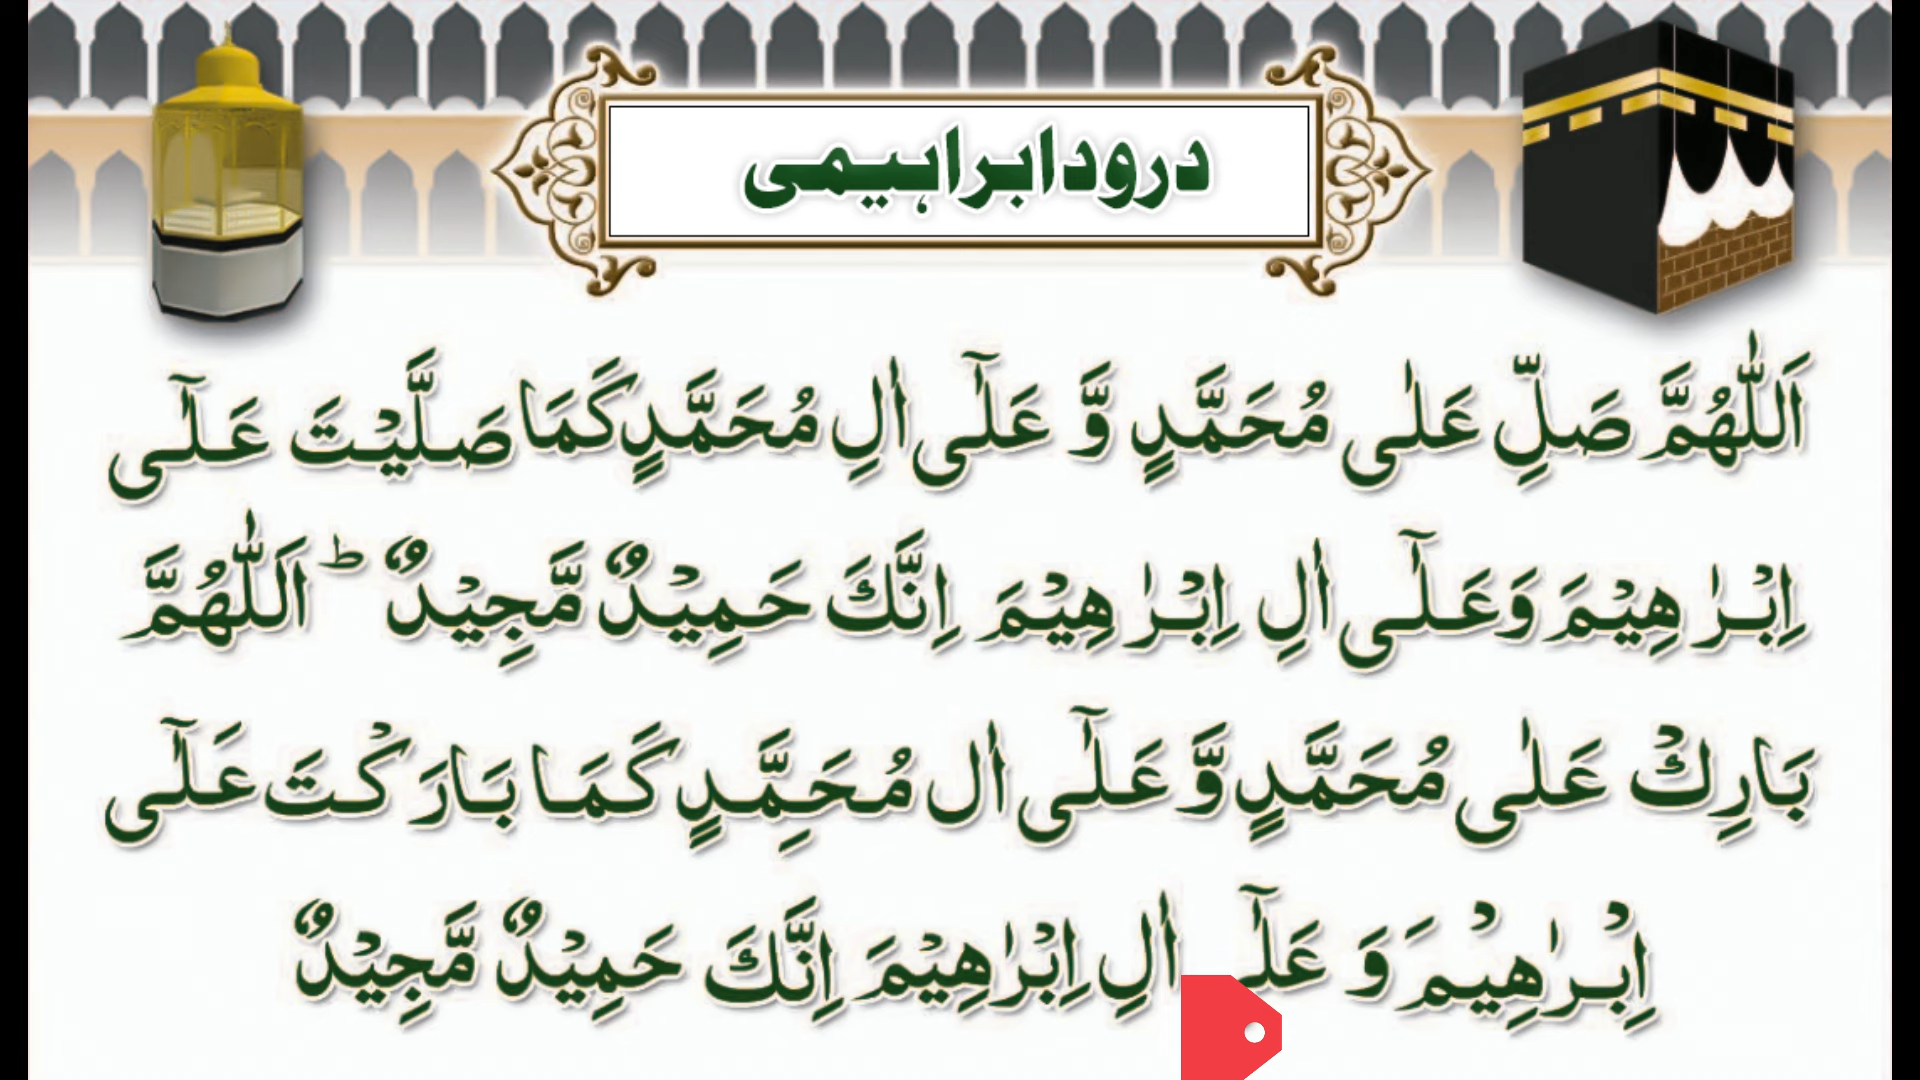 درود ابراہیمی
اَللّٰهُمَّ صَلِّ عَلٰی مُحَمَّدٍ وَّ عَلٰٓی اٰلِ مُحَمَّدٍ کَمَا صَلَّیْتَ عَلٰٓی
اِبْرٰهِیْمَ وَعَلٰٓی اٰلِ اِبْرٰهِیْمَ اِنَّکَ حَمِیْدٌ مَّجِیْدٌ ؕ اَللّٰهُمَّ
بَارِکْ عَلٰی مُحَمَّدٍ وَّ عَلٰٓی اٰل مُحَمَِّدٍ کَمَا بَارَکْتَ عَلٰٓی
اِبْرٰهِیْمَ وَ عَلٰٓی اٰلِ اِبْرٰهِیْمَ اِنَّکَ حَمِیْدٌ مَّجِیْدٌ